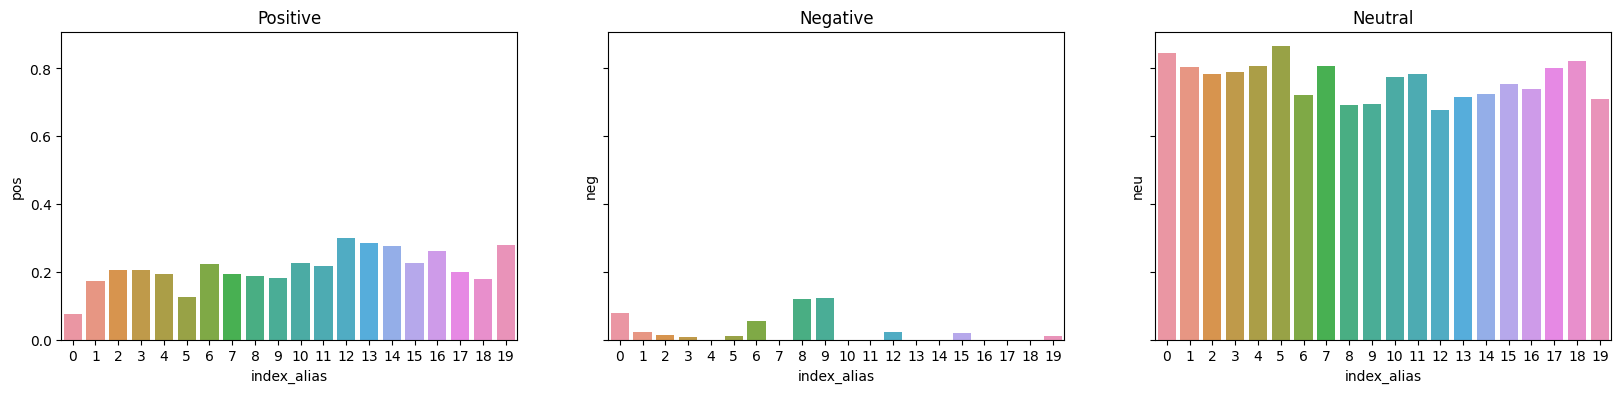 Positive
Negative
Neutral
0.8
0.6
0.4
0.2
0.0
pos
neg
neu
0 1 2 3 4 5 6 7 8 9 10 11 12 13 14 15 16 17 18 19
0 1 2 3 4 5 6 7 8 9 10 11 12 13 14 15 16 17 18 19
0 1 2 3 4 5 6 7 8 9 10 11 12 13 14 15 16 17 18 19
index_alias
index_alias
index_alias